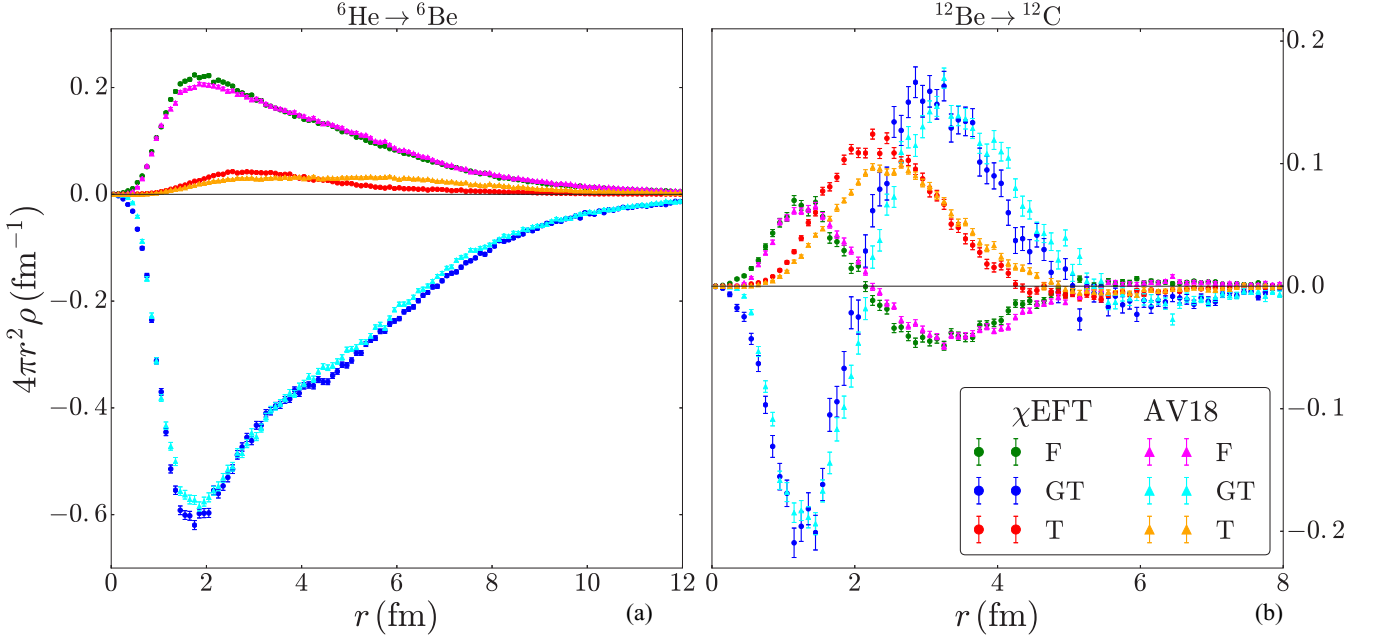 ⁶He → ⁶Be
¹²Be → ¹²C
4πr² ρ (fm⁻¹)
0.2
0.0
−0.2
−0.4
−0.6
0 2 4 6 8 10 12
r (fm)
(a)
0.2
0.1
0.0
−0.1
−0.2
χEFT AV18
F F
GT GT
T T
0 2 4 6 8
r (fm)
(b)